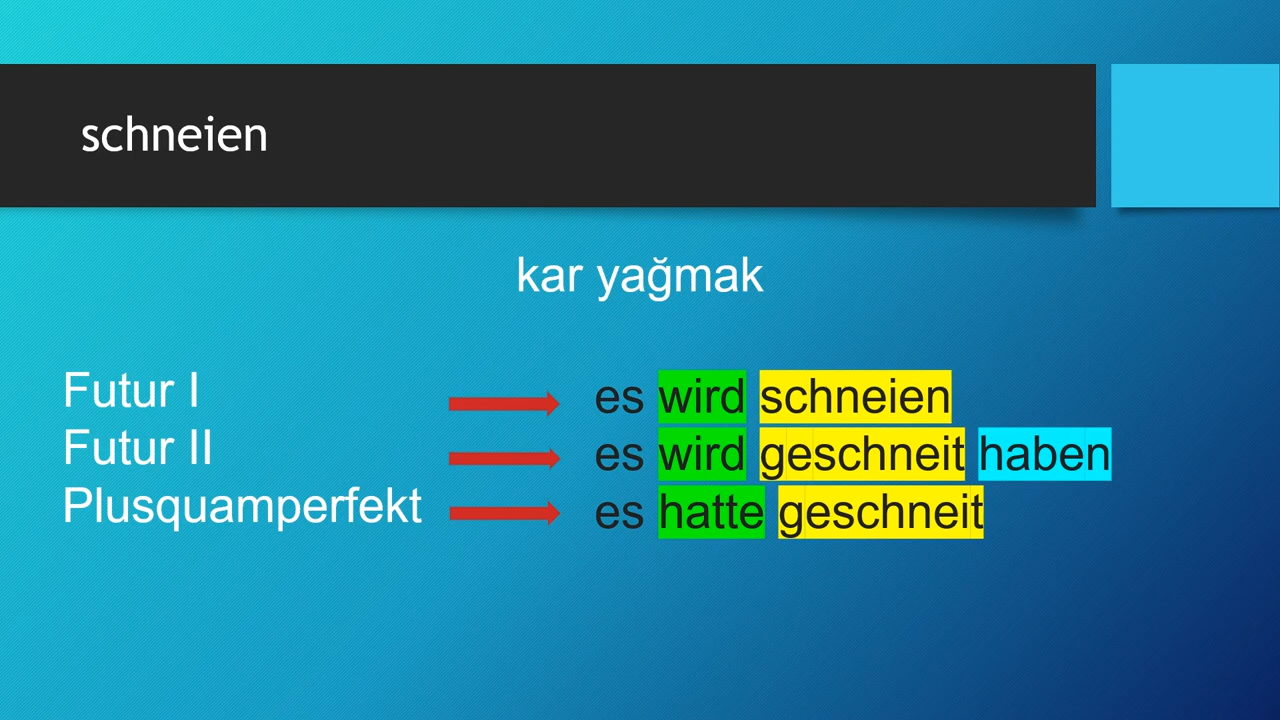 schneien
kar yağmak
Futur I es wird schneien
Futur II es wird geschneit haben
Plusquamperfekt es hatte geschneit